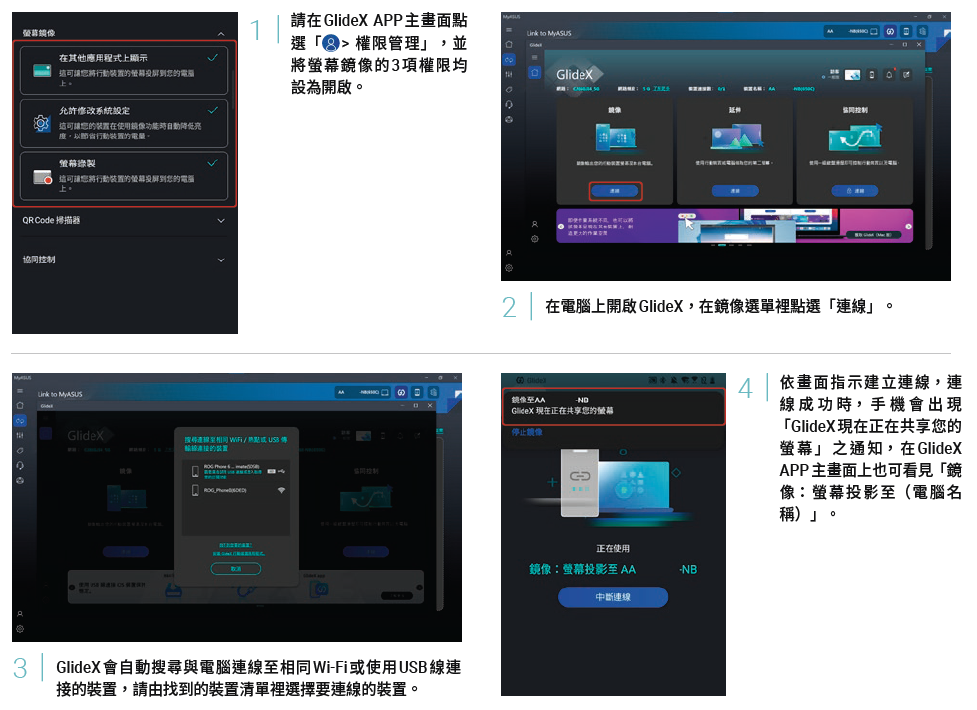 螢幕鏡像
在其他應用程式上顯示
這可讓您將行動裝置的螢幕投屏到您的電腦
上。
允許修改系統設定
這可讓您的裝置在使用鏡像功能時自動降低亮
度，以節省行動裝置的電量。
螢幕錄製
這可讓您將行動裝置的螢幕投屏到您的電腦
上。
QR Code 掃描器
協同控制
1
請在GlideX APP主畫面點
選「> 權限管理」，並
將螢幕鏡像的3項權限均
設為開啟。
MyASUS
Link to MyASUS
GlideX
AA -NB(800C)
GlideX
鏡像
延伸
協同控制
連線
連線
連線
2
在電腦上開啟GlideX，在鏡像選單裡點選「連線」。
MyASUS
Link to MyASUS
GlideX
AA
GlideX
搜尋連線至相同 WiFi / 熱點或 USB 傳
輸線連接的裝置
ROG_Phone8(6DED)
取消
鏡像
協同控制
3
GlideX會自動搜尋與電腦連線至相同Wi-Fi或使用USB線連
接的裝置，請由找到的裝置清單裡選擇要連線的裝置。
GlideX
鏡像至AA -NB
GlideX 現在正在共享您的螢幕
停止鏡像
正在使用
鏡像：螢幕投影至 AA -NB
中斷連線
4
依畫面指示建立連線，連
線成功時，手機會出現
「GlideX現在正在共享您的
螢幕」之通知，在GlideX
APP主畫面上也可看見「鏡
像：螢幕投影至（電腦名
稱）」。